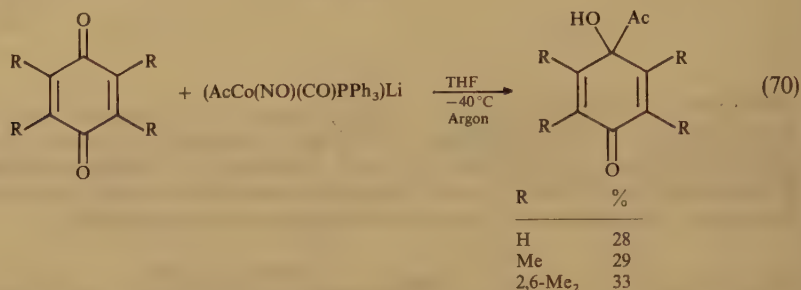 O HO Ac
R R R R
+ (AcCo(NO)(CO)PPh₃)Li THF (70)
−40 °C
Argon
R R R R
O O
R %
H 28
Me 29
2,6-Me₂ 33